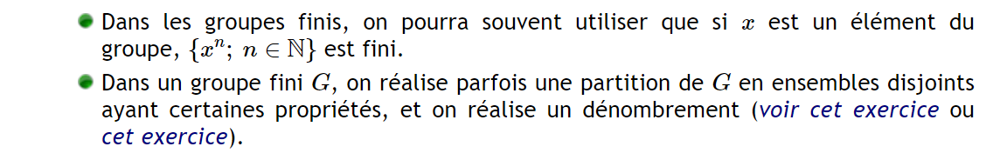 Dans les groupes finis, on pourra souvent utiliser que si x est un élément du
groupe, {xⁿ; n ∈ ℕ} est fini.
Dans un groupe fini G, on réalise parfois une partition de G en ensembles disjoints
ayant certaines propriétés, et on réalise un dénombrement (voir cet exercice ou
cet exercice).